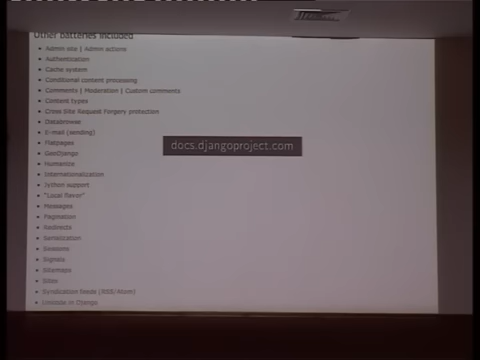 Other batteries included
Admin site | Admin actions
Authentication
Cache system
Conditional content processing
Comments | Moderation | Custom comments
Content types
Cross Site Request Forgery protection
Databrowse
E-mail (sending)
Flatpages
GeoDjango
Humanize
Internationalization
Jython support
"Local flavor"
Messages
Pagination
Redirects
Serialization
Sessions
Signals
Sitemaps
Sites
Syndication feeds (RSS/Atom)
Unicode in Django
docs.djangoproject.com